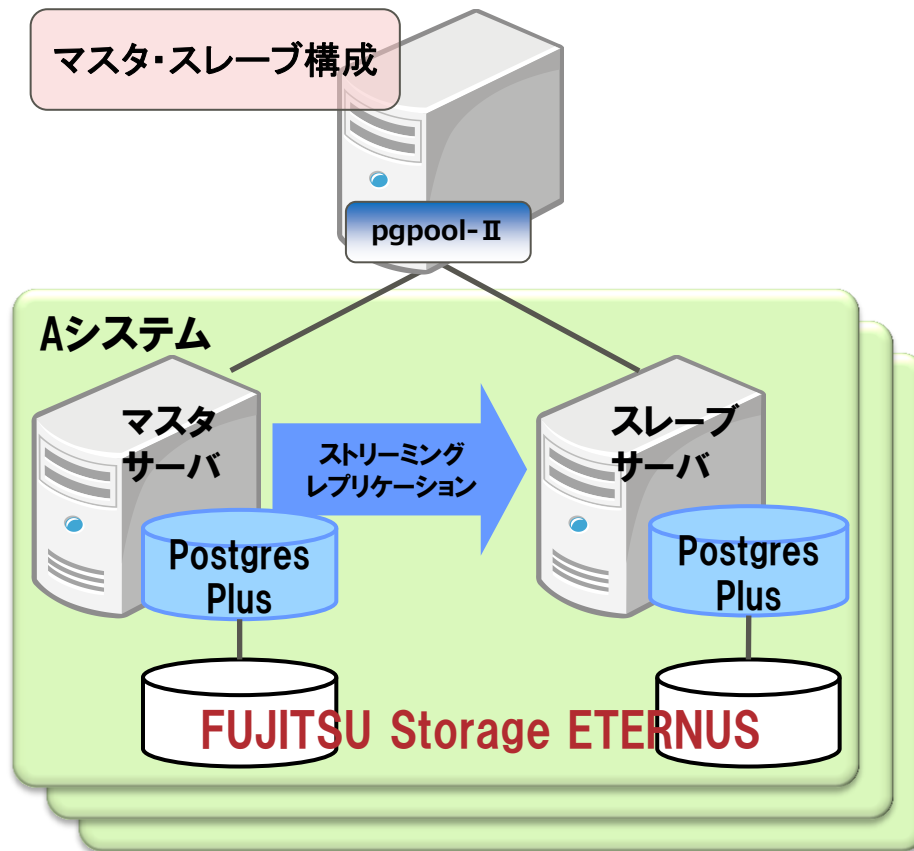 マスタ・スレーブ構成
pgpool-Ⅱ
Aシステム
マスタ
サーバ
ストリーミング
レプリケーション
スレーブ
サーバ
Postgres
Plus
Postgres
Plus
FUJITSU Storage ETERNUS